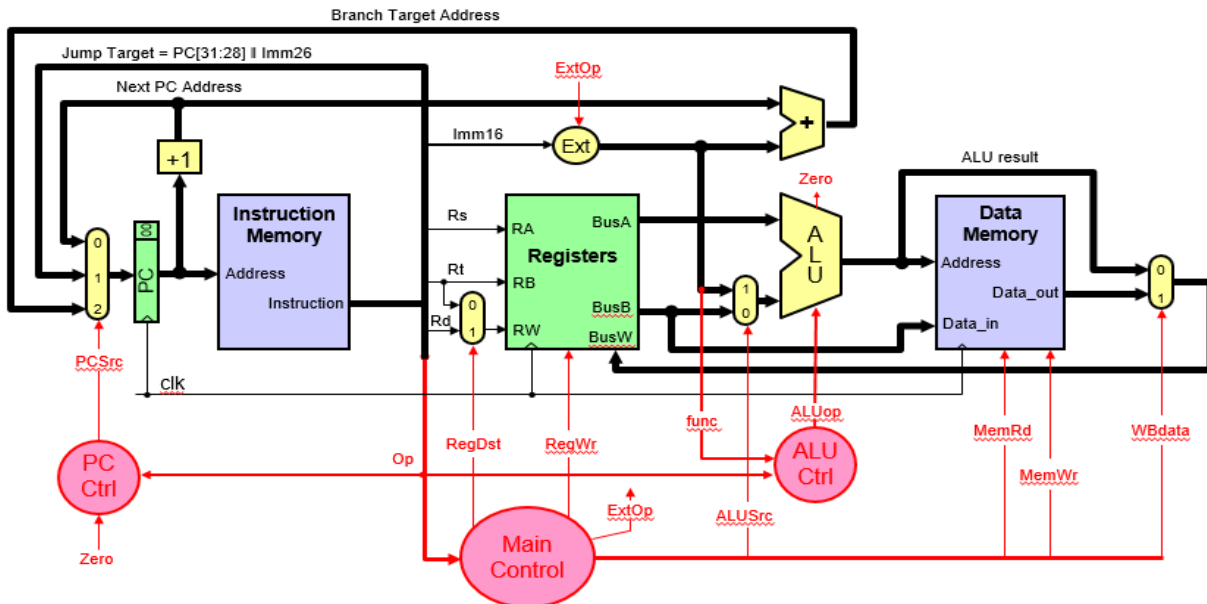 Branch Target Address
Jump Target = PC[31:28] ‖ Imm26
Next PC Address
ExtOp
Imm16
Ext
+
+1
ALU result
Zero
Instruction
Memory
Address
Instruction
00
PC
0
1
2
Rs
Rt
Rd
0
1
RA
RB
RW
Registers
BusA
BusB
BusW
1
0
A
L
U
Data
Memory
Address
Data_out
Data_in
0
1
PCSrc
clk
RegDst
RegWr
func
ALUop
MemRd
MemWr
WBdata
PC
Ctrl
Op
ALU
Ctrl
ExtOp
ALUSrc
Zero
Main
Control